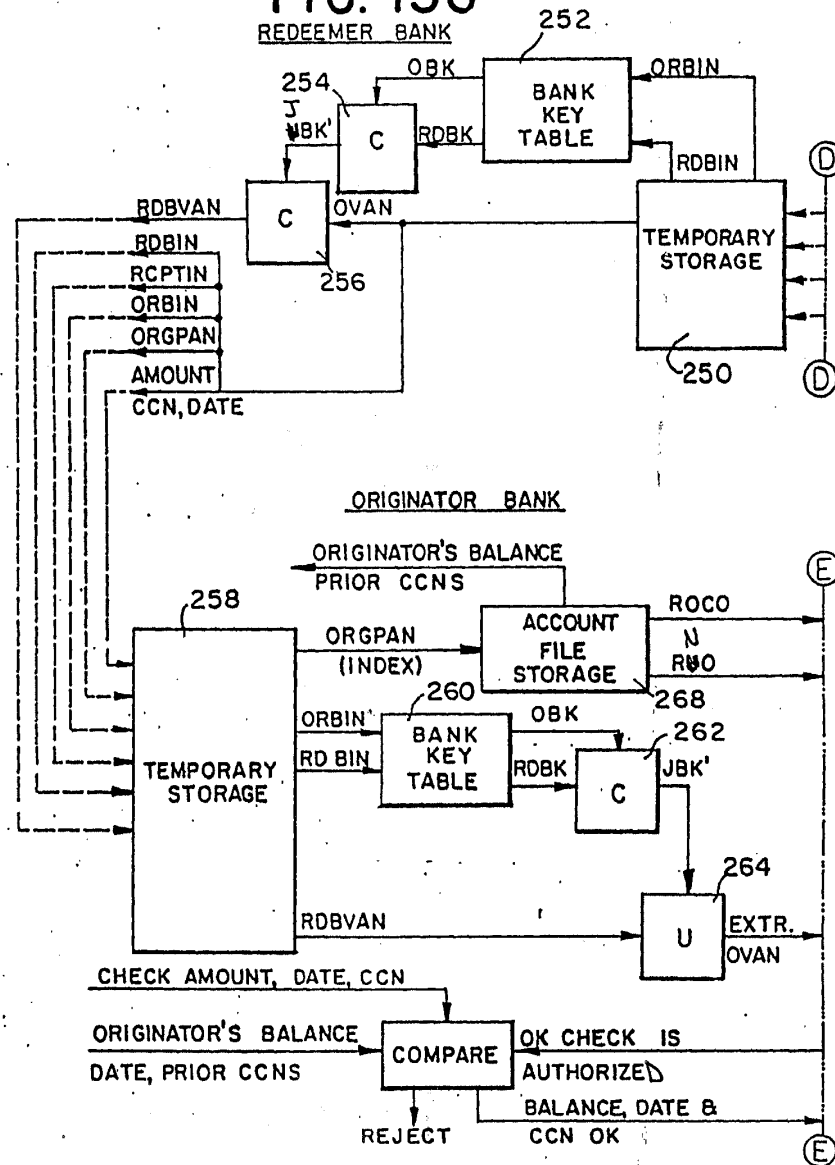 REDEEMER BANK
252
254
OBK
BANK KEY TABLE
ORBIN
J
BK'
C
RDBK
RDBIN
D
C
OVAN
256
RDBVAN
TEMPORARY STORAGE
250
D
RDBIN
RCPTIN
ORBIN
ORGPAN
AMOUNT
CCN, DATE
ORIGINATOR BANK
ORIGINATOR'S BALANCE
PRIOR CCNS
E
258
ORGPAN
(INDEX)
ACCOUNT FILE STORAGE
268
ROCO
N
TEMPORARY STORAGE
ORBIN'
RD BIN
260
BANK KEY TABLE
OBK
RDBK
262
C
JBK'
264
RDBVAN
U
EXTR.
OVAN
CHECK AMOUNT, DATE, CCN
ORIGINATOR'S BALANCE
DATE, PRIOR CCNS
COMPARE
OK CHECK IS
AUTHORIZED
REJECT
BALANCE, DATE &
CCN OK
E